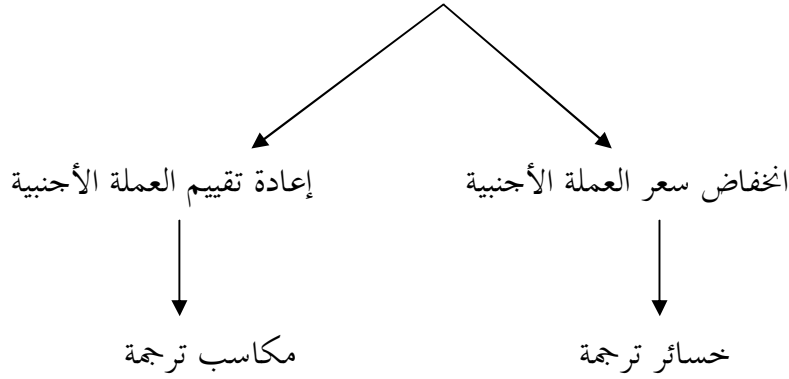 انخفاض سعر العملة الأجنبية
إعادة تقييم العملة الأجنبية
خسائر ترجمة
مكاسب ترجمة